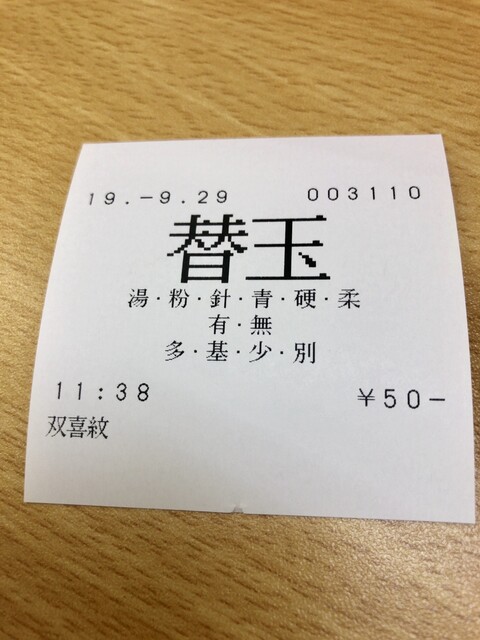 19.-9.29 003110
替玉
湯・粉・針・青・硬・柔
有・無
多・基・少・別
11:38 ¥50-
双喜紋